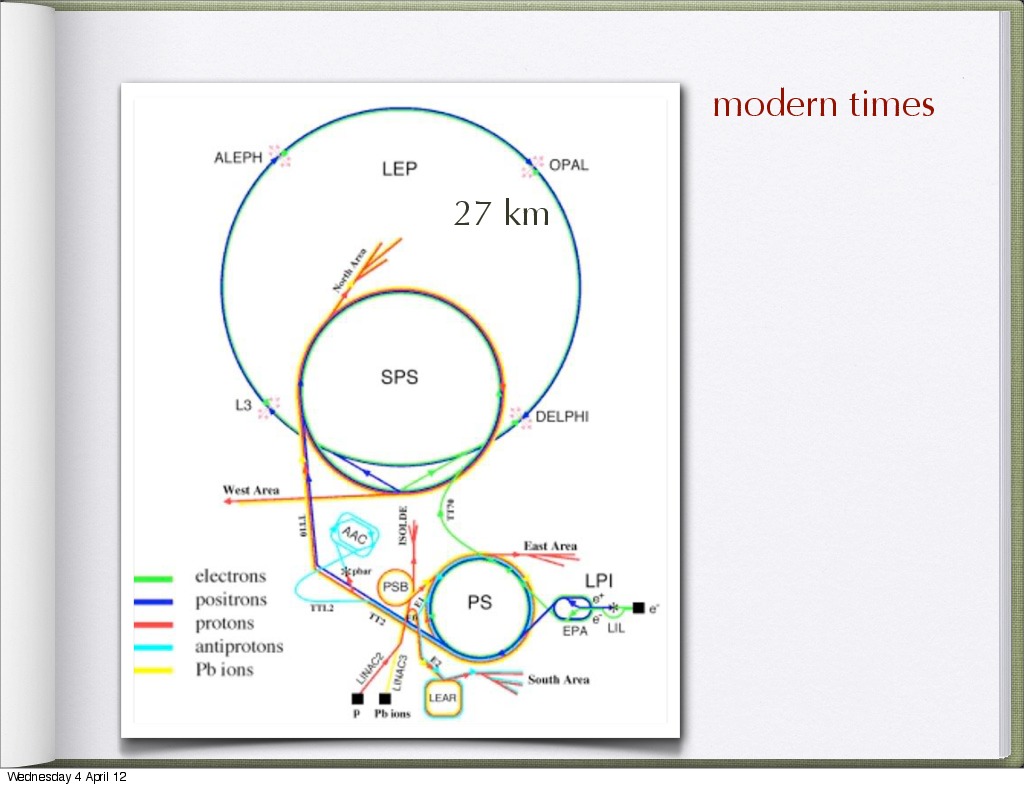 modern times
ALEPH
LEP
OPAL
27 km
North Area
SPS
L3
DELPHI
West Area
TT10
AAC
ISOLDE
TT70
East Area
pbar
PSB
E1
PS
LPI
e+
e-
e-
EPA
LIL
TTL2
TT2
E0
E2
LINAC2
LINAC3
LEAR
South Area
p
Pb ions
electrons
positrons
protons
antiprotons
Pb ions
Wednesday 4 April 12